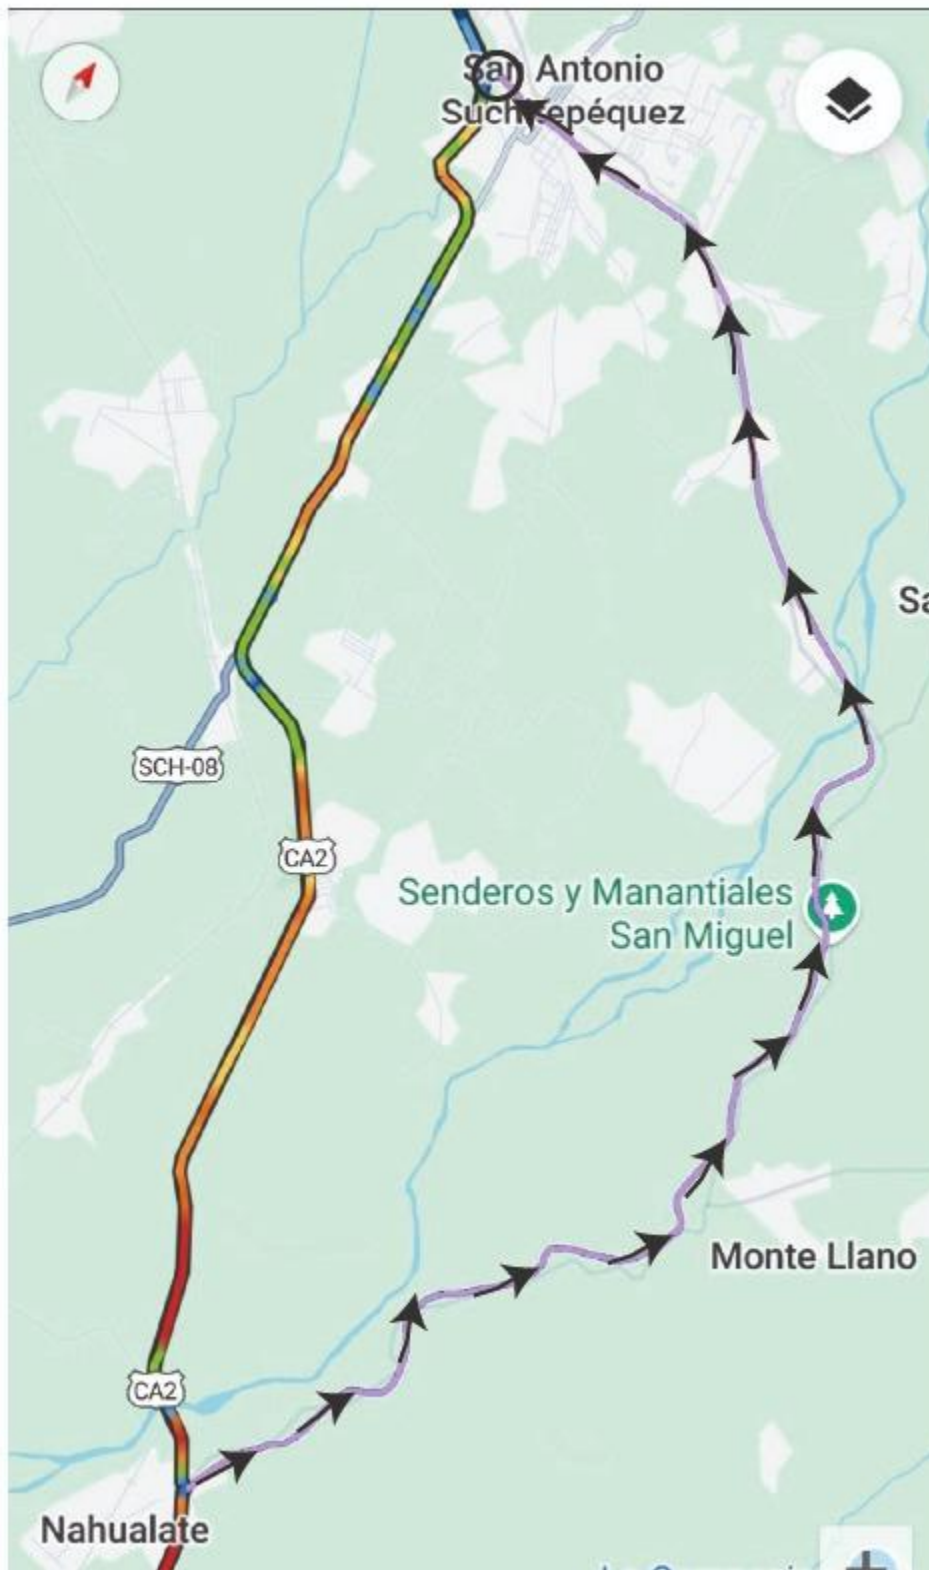 San Antonio
Suchitepéquez
Sa
SCH-08
CA2
Senderos y Manantiales
San Miguel
Monte Llano
CA2
Nahualate